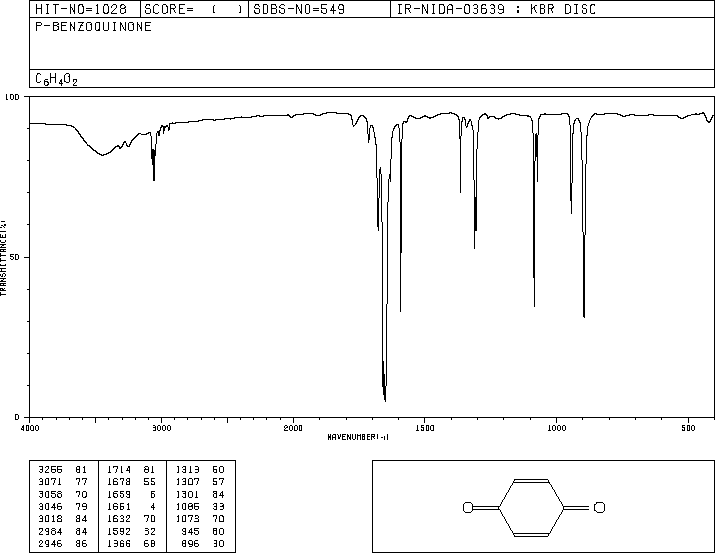 HIT-NO=1028 SCORE= ( ) SDBS-NO=549 IR-NIDA-03639 : KBR DISC
P-BENZOQUINONE
C6H4O2
100
50
0
TRANSMITTANCE(%)
4000 3000 2000 1500 1000 500
WAVENUMBER(-1)
3266 81 1714 81 1313 50
3071 77 1678 55 1307 57
3058 70 1659 6 1301 84
3046 79 1651 4 1086 33
3018 84 1632 70 1073 70
2984 84 1592 32 945 60
2946 86 1366 68 896 30
O O